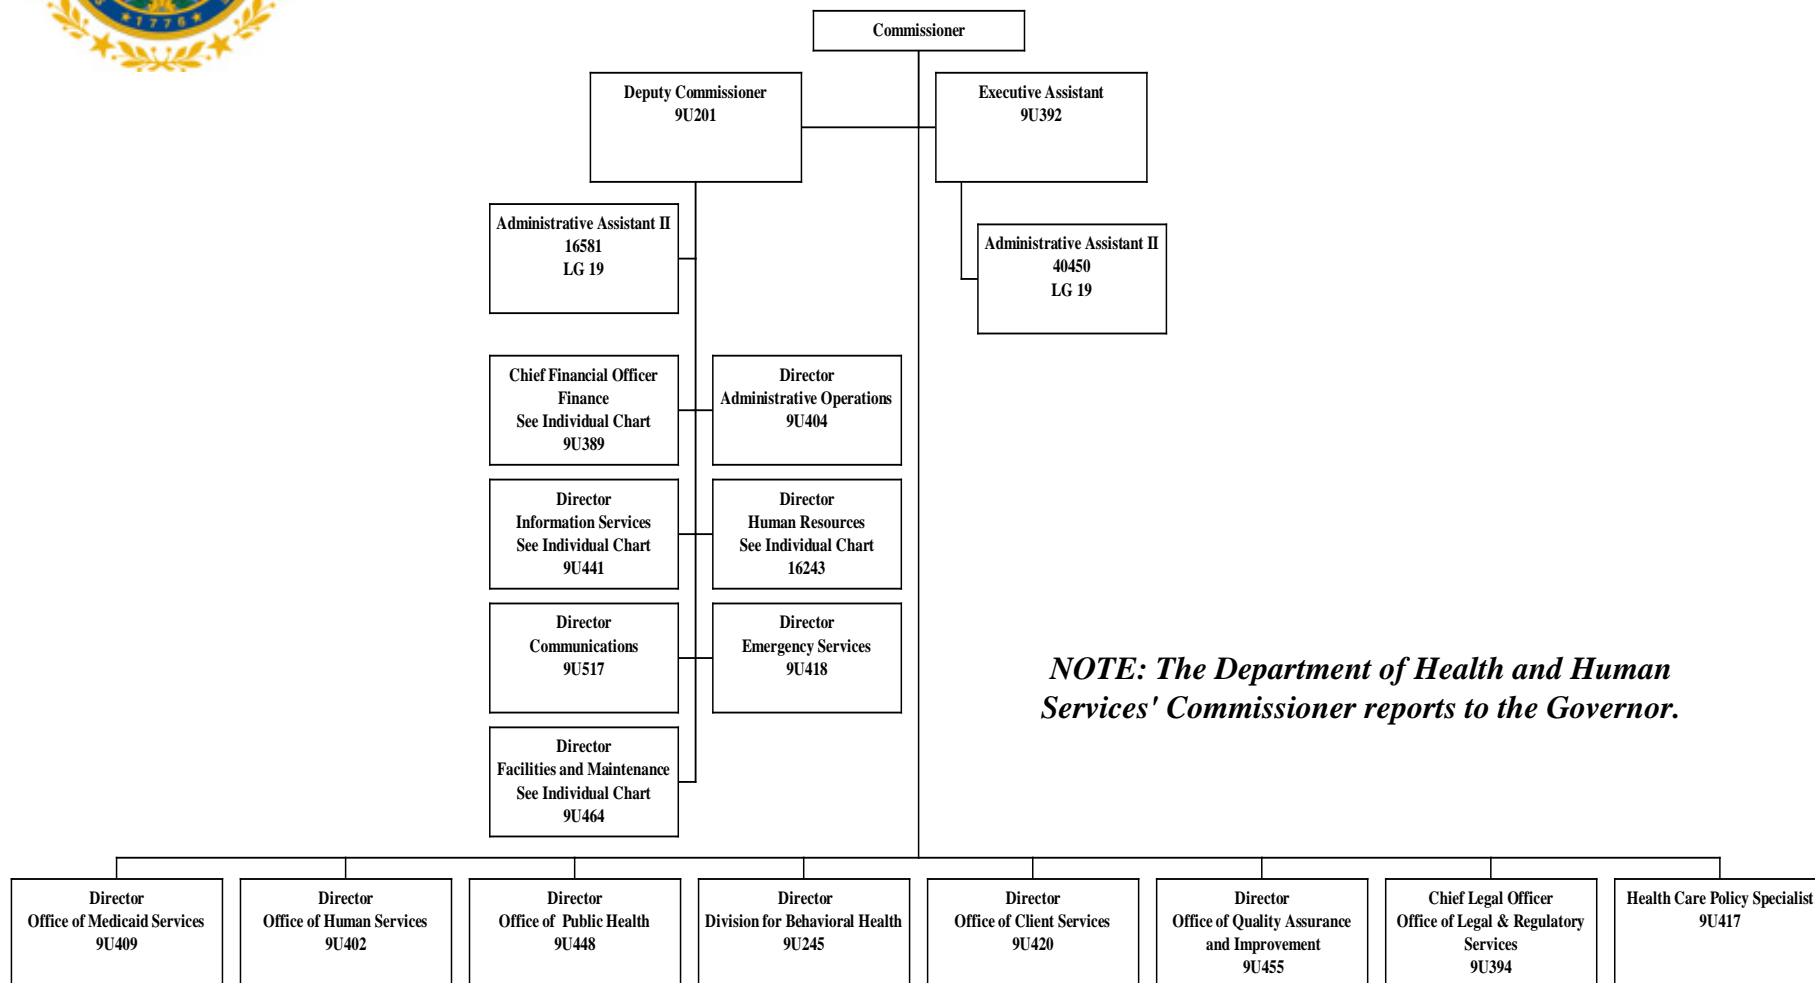 1776
Commissioner
Deputy Commissioner
9U201
Executive Assistant
9U392
Administrative Assistant II
16581
LG 19
Administrative Assistant II
40450
LG 19
Chief Financial Officer
Finance
See Individual Chart
9U389
Director
Administrative Operations
9U404
Director
Information Services
See Individual Chart
9U441
Director
Human Resources
See Individual Chart
16243
Director
Communications
9U517
Director
Emergency Services
9U418
NOTE: The Department of Health and Human
Services' Commissioner reports to the Governor.
Director
Facilities and Maintenance
See Individual Chart
9U464
Director
Office of Medicaid Services
9U409
Director
Office of Human Services
9U402
Director
Office of Public Health
9U448
Director
Division for Behavioral Health
9U245
Director
Office of Client Services
9U420
Director
Office of Quality Assurance
and Improvement
9U455
Chief Legal Officer
Office of Legal & Regulatory
Services
9U394
Health Care Policy Specialist
9U417